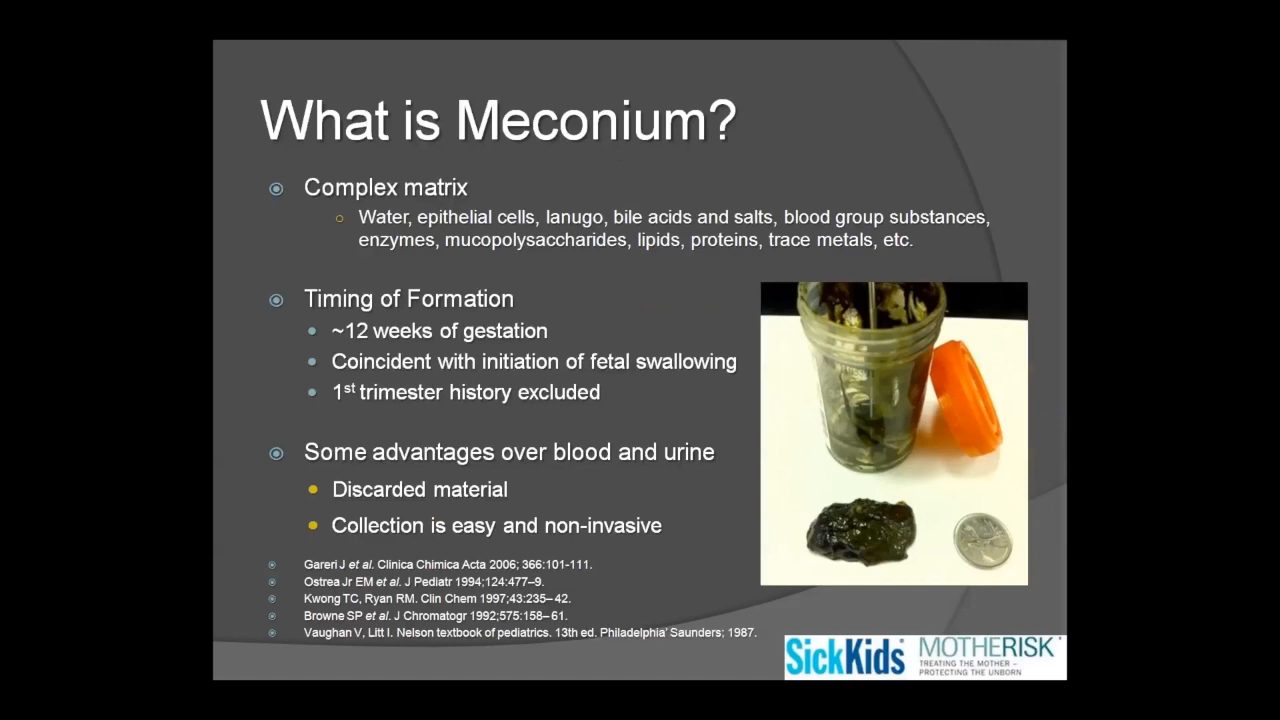 What is Meconium?
Complex matrix
Water, epithelial cells, lanugo, bile acids and salts, blood group substances,
enzymes, mucopolysaccharides, lipids, proteins, trace metals, etc.
Timing of Formation
~12 weeks of gestation
Coincident with initiation of fetal swallowing
1st trimester history excluded
Some advantages over blood and urine
Discarded material
Collection is easy and non-invasive
Gareri J et al. Clinica Chimica Acta 2006; 366:101-111.
Ostrea Jr EM et al. J Pediatr 1994;124:477–9.
Kwong TC, Ryan RM. Clin Chem 1997;43:235– 42.
Browne SP et al. J Chromatogr 1992;575:158– 61.
Vaughan V, Litt I. Nelson textbook of pediatrics. 13th ed. Philadelphia' Saunders; 1987.
SickKids
MOTHERISK
TREATING THE MOTHER –
PROTECTING THE UNBORN